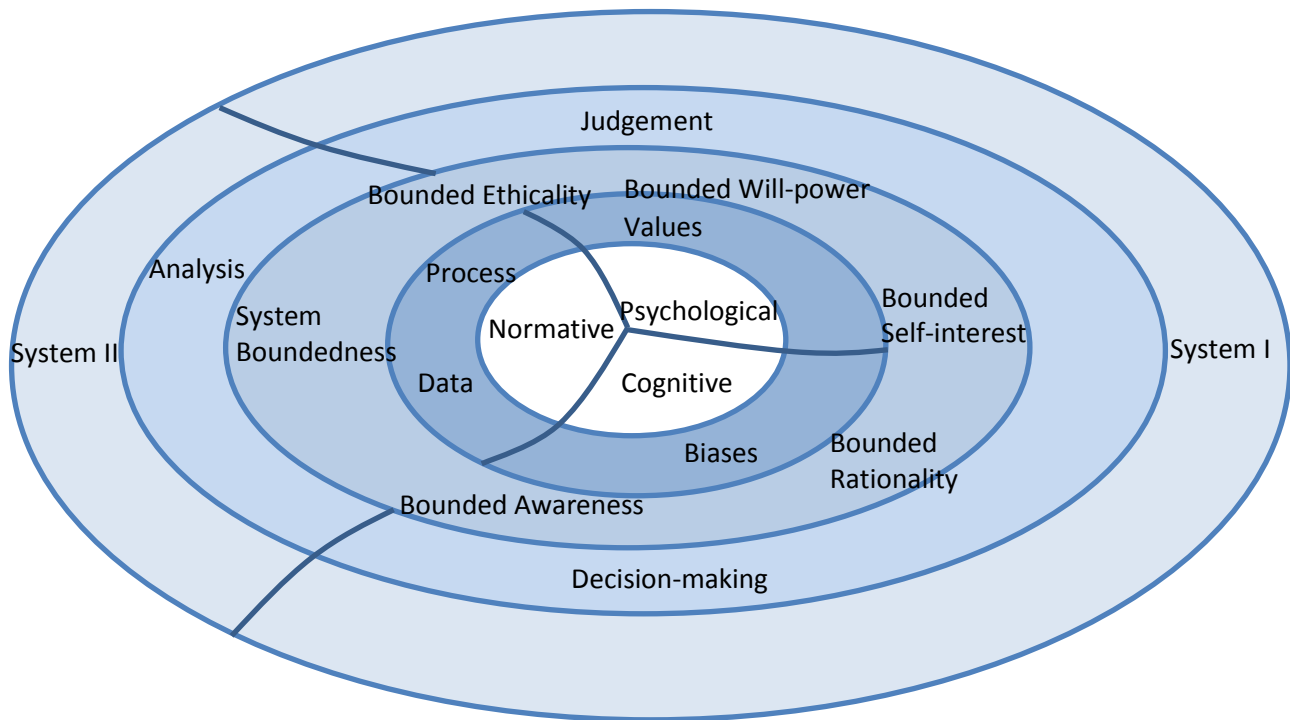 Judgement
Bounded Ethicality
Bounded Will-power
Values
Analysis
Process
System
Boundedness
Normative
Psychological
Bounded
Self-interest
System II
System I
Data
Cognitive
Biases
Bounded
Rationality
Bounded Awareness
Decision-making